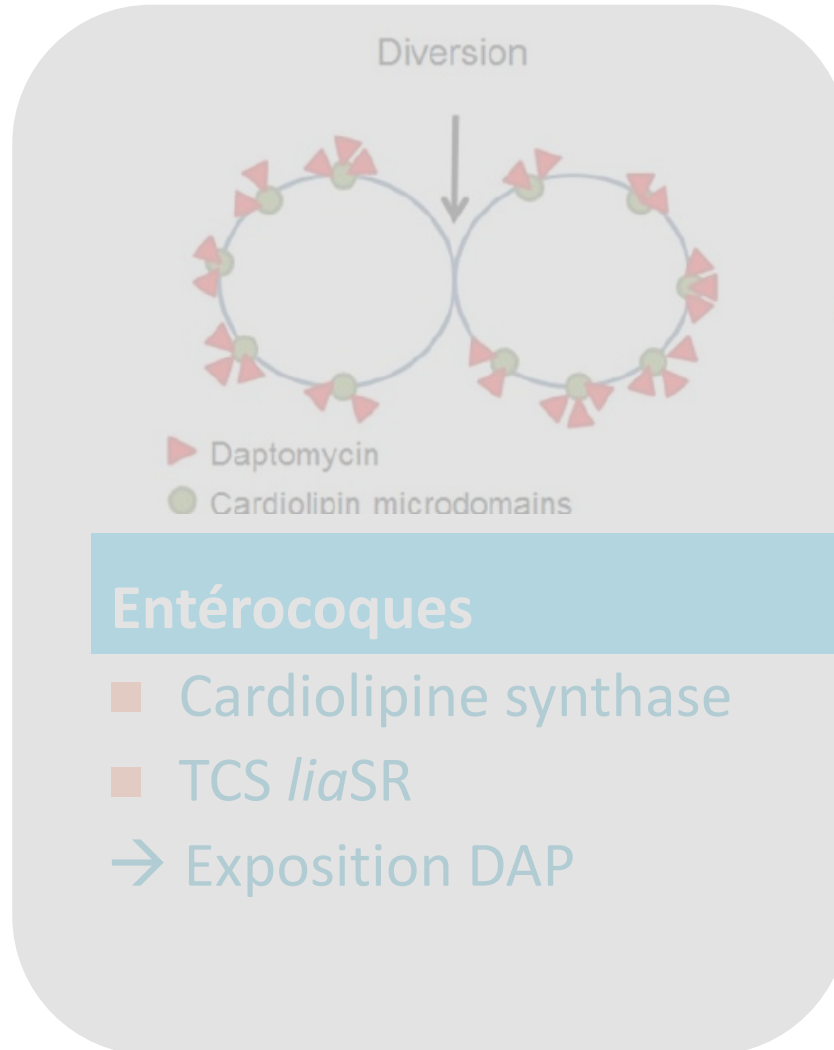 Diversion
Daptomycin
Cardiolipin microdomains
Entérocoques
Cardiolipine synthase
TCS liaSR
→ Exposition DAP